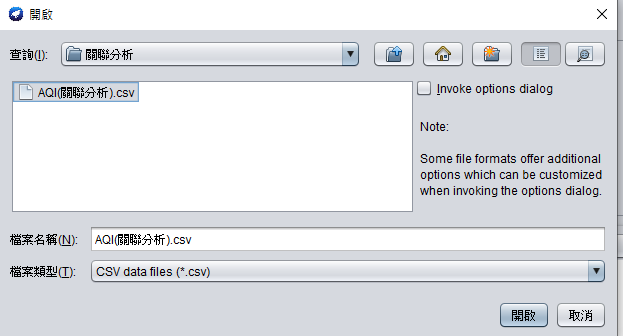 開啟
查詢(I):
關聯分析
AQI(關聯分析).csv
Invoke options dialog
Note:
Some file formats offer additional
options which can be customized
when invoking the options dialog.
檔案名稱(N):
AQI(關聯分析).csv
檔案類型(T):
CSV data files (*.csv)
開啟
取消